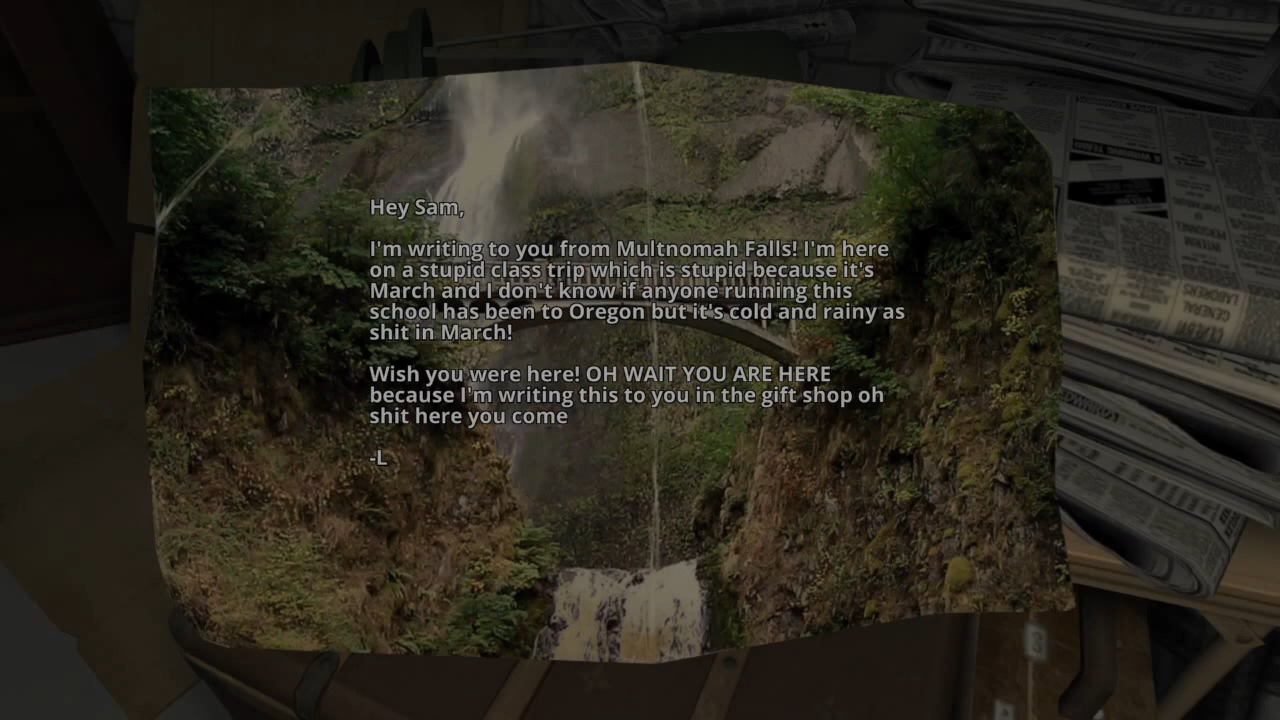 Hey Sam,
I'm writing to you from Multnomah Falls! I'm here
on a stupid class trip which is stupid because it's
March and I don't know if anyone running this
school has been to Oregon but it's cold and rainy as
shit in March!
Wish you were here! OH WAIT YOU ARE HERE
because I'm writing this to you in the gift shop oh
shit here you come
-L